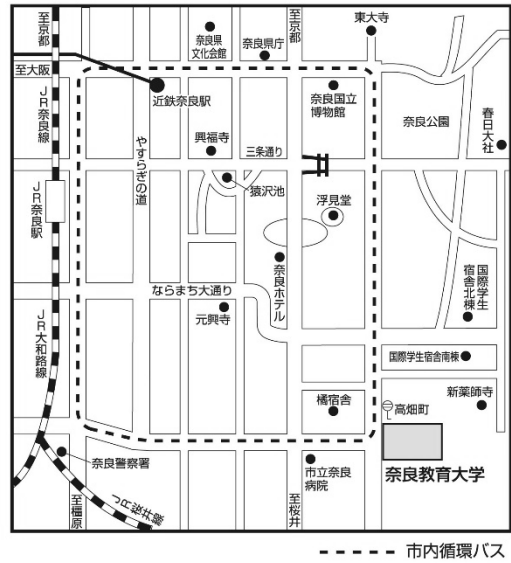 至京都
奈良県
文化会館
奈良県庁
至京都
東大寺
至大阪
近鉄奈良駅
奈良国立
博物館
奈良公園
春日大社
JR奈良線
やすらぎの道
興福寺
三条通り
猿沢池
浮見堂
JR奈良駅
奈良ホテル
国際学生
宿舎北棟
ならまち大通り
元興寺
JR大和路線
国際学生宿舎南棟
橘宿舎
高畑町
新薬師寺
奈良警察署
市立奈良
病院
奈良教育大学
至橿原
JR桜井線
至桜井
市内循環バス